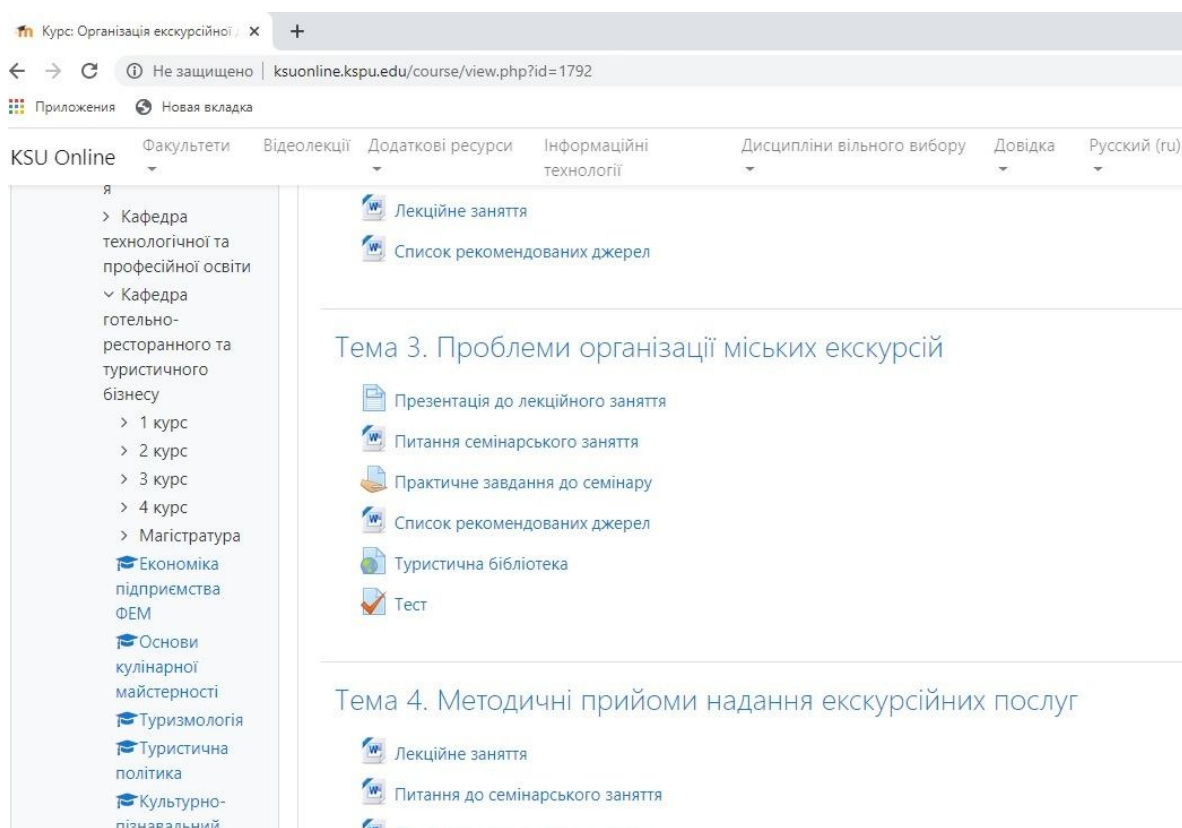 Курс: Організація екскурсійної
Не защищено | ksuonline.kspu.edu/course/view.php?id=1792
Приложения Новая вкладка
KSU Online
Факультети
Відеолекції
Додаткові ресурси
Інформаційні
технології
Дисципліни вільного вибору
Довідка
Русский (ru)
я
Кафедра
технологічної та
професійної освіти
Кафедра
готельно-
ресторанного та
туристичного
бізнесу
1 курс
2 курс
3 курс
4 курс
Магістратура
Економіка
підприємства
ФЕМ
Основи
кулінарної
майстерності
Туризмологія
Туристична
політика
Культурно-
пізнавальний
Лекційне заняття
Список рекомендованих джерел
Тема 3. Проблеми організації міських екскурсій
Презентація до лекційного заняття
Питання семінарського заняття
Практичне завдання до семінару
Список рекомендованих джерел
Туристична бібліотека
Тест
Тема 4. Методичні прийоми надання екскурсійних послуг
Лекційне заняття
Питання до семінарського заняття